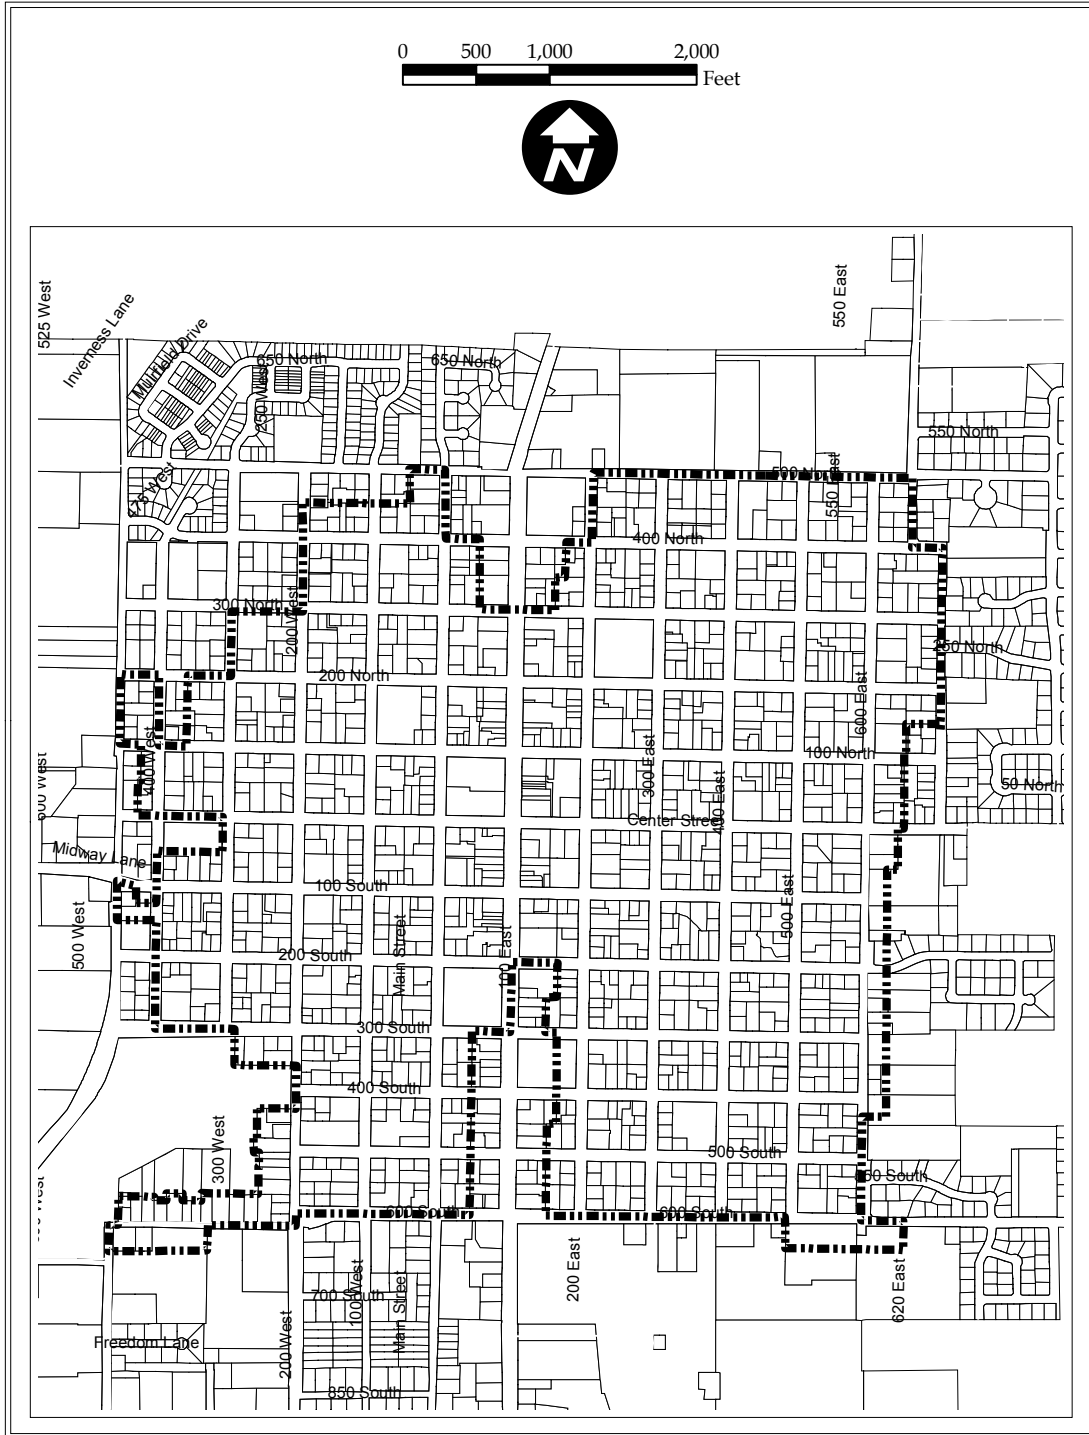 0 500 1,000 2,000
Feet
N
525 West
Inverness Lane
Muirfield Drive
650 North
250 West
650 North
550 East
550 North
475 West
550 East
400 North
300 North
200 West
200 North
250 North
600 East
400 West
300 East
400 East
100 North
50 North
Center Street
Midway Lane
100 South
500 West
Main Street
100 East
500 East
200 South
300 South
400 South
300 West
500 South
600 South
600 South
200 East
620 East
700 South
100 West
Main Street
200 West
Freedom Lane
850 South